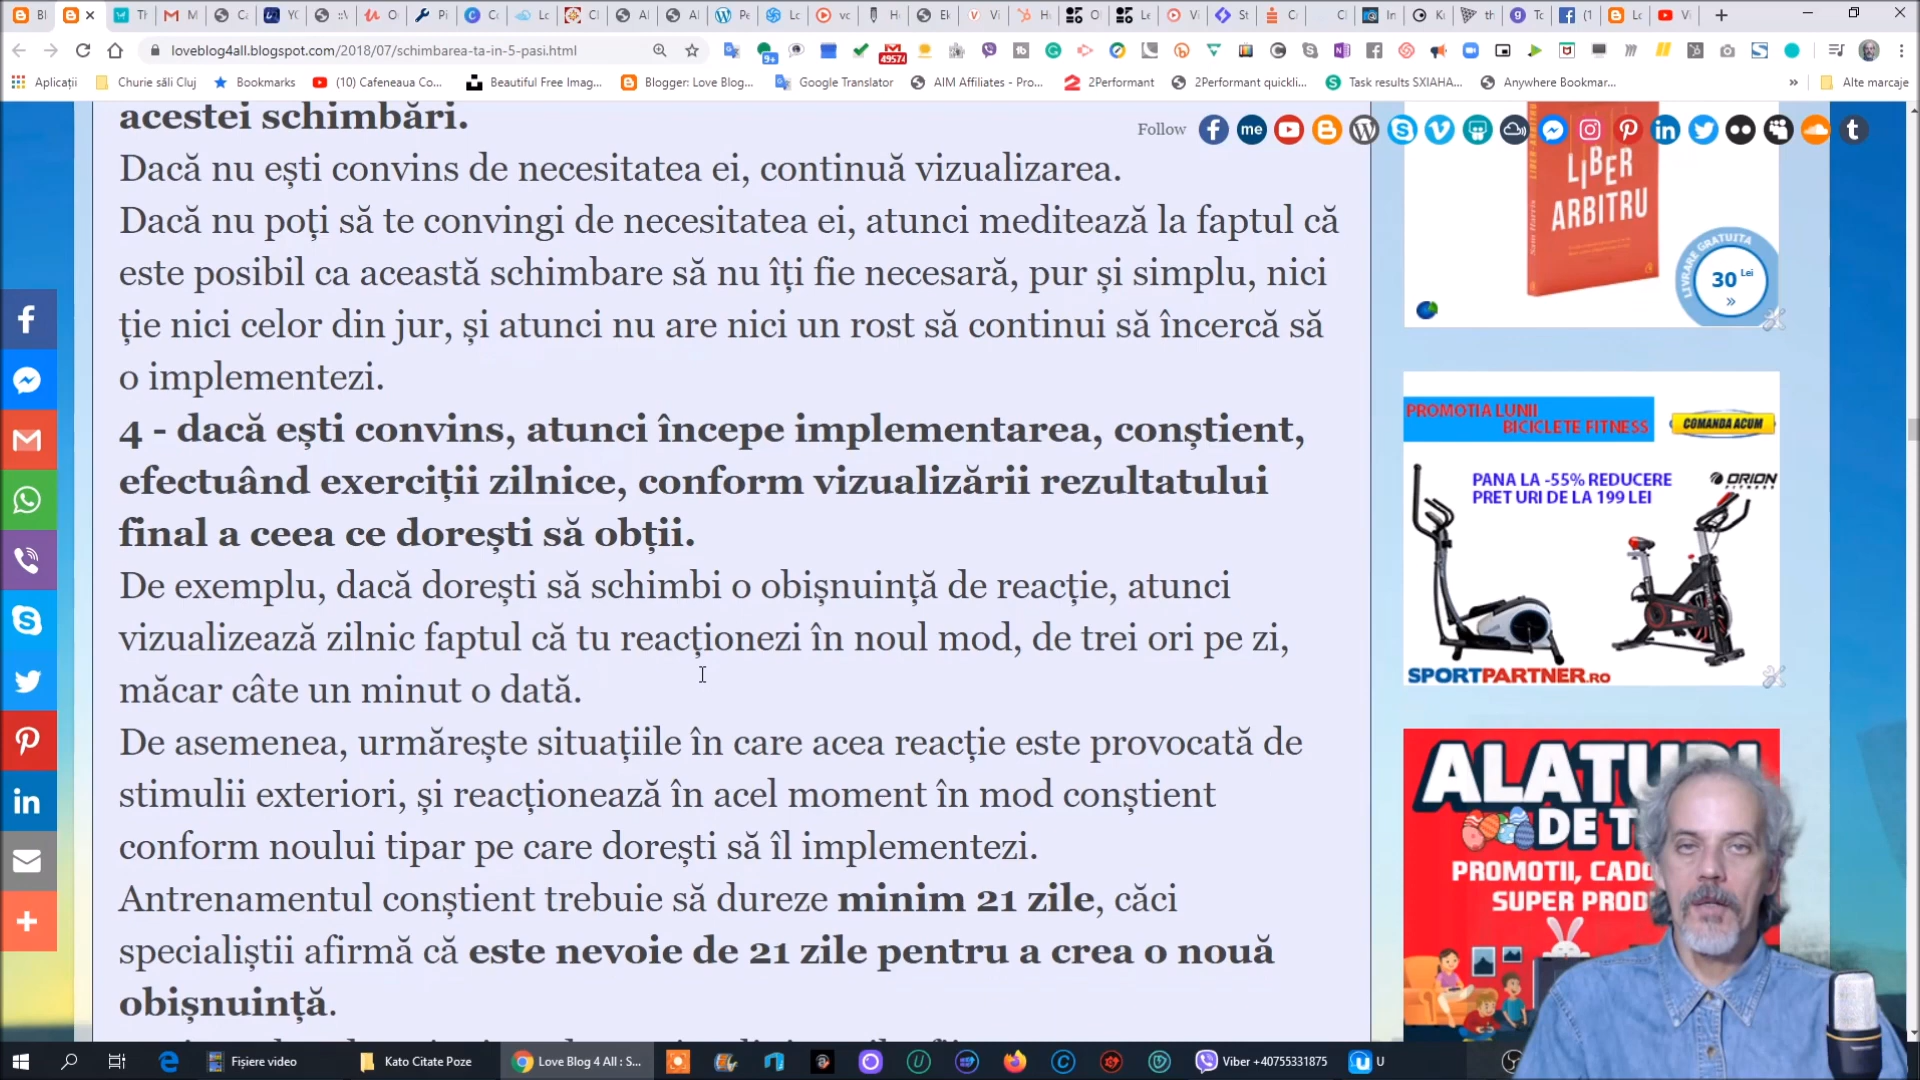 loveblog4all.blogspot.com/2018/07/schimbarea-ta-in-5-pasi.html
Aplicații
Churie săli Cluj
Bookmarks
(10) Cafeneaua Co...
Beautiful Free Imag...
Blogger: Love Blog...
Google Translator
AIM Affiliates - Pro...
2Performant
2Performant quickli...
Task results SXIAHA...
Anywhere Bookmar...
Alte marcaje
acestei schimbări.
Dacă nu ești convins de necesitatea ei, continuă vizualizarea.
Dacă nu poți să te convingi de necesitatea ei, atunci meditează la faptul că
este posibil ca această schimbare să nu îți fie necesară, pur și simplu, nici
ție nici celor din jur, și atunci nu are nici un rost să continui să încercă să
o implementezi.
4 - dacă ești convins, atunci începe implementarea, conștient,
efectuând exerciții zilnice, conform vizualizării rezultatului
final a ceea ce dorești să obții.
De exemplu, dacă dorești să schimbi o obișnuință de reacție, atunci
vizualizează zilnic faptul că tu reacționezi în noul mod, de trei ori pe zi,
măcar câte un minut o dată.
De asemenea, urmărește situațiile în care acea reacție este provocată de
stimulii exteriori, și reacționează în acel moment în mod conștient
conform noului tipar pe care dorești să îl implementezi.
Antrenamentul conștient trebuie să dureze minim 21 zile, căci
specialiștii afirmă că este nevoie de 21 zile pentru a crea o nouă
obișnuință.
Follow
LIBER
ARBITRU
LIVRARE GRATUITA
30 Lei
PROMOTIA LUNII
BICICLETE FITNESS
COMANDA ACUM
PANA LA -55% REDUCERE
PRET URI DE LA 199 LEI
ORION
FITNESS
SPORTPARTNER.RO
ALATURI
DE T
PROMOTII, CADO
SUPER PROD
Fișiere video
Kato Citate Poze
Love Blog 4 All : S...
Viber +40755331875
U